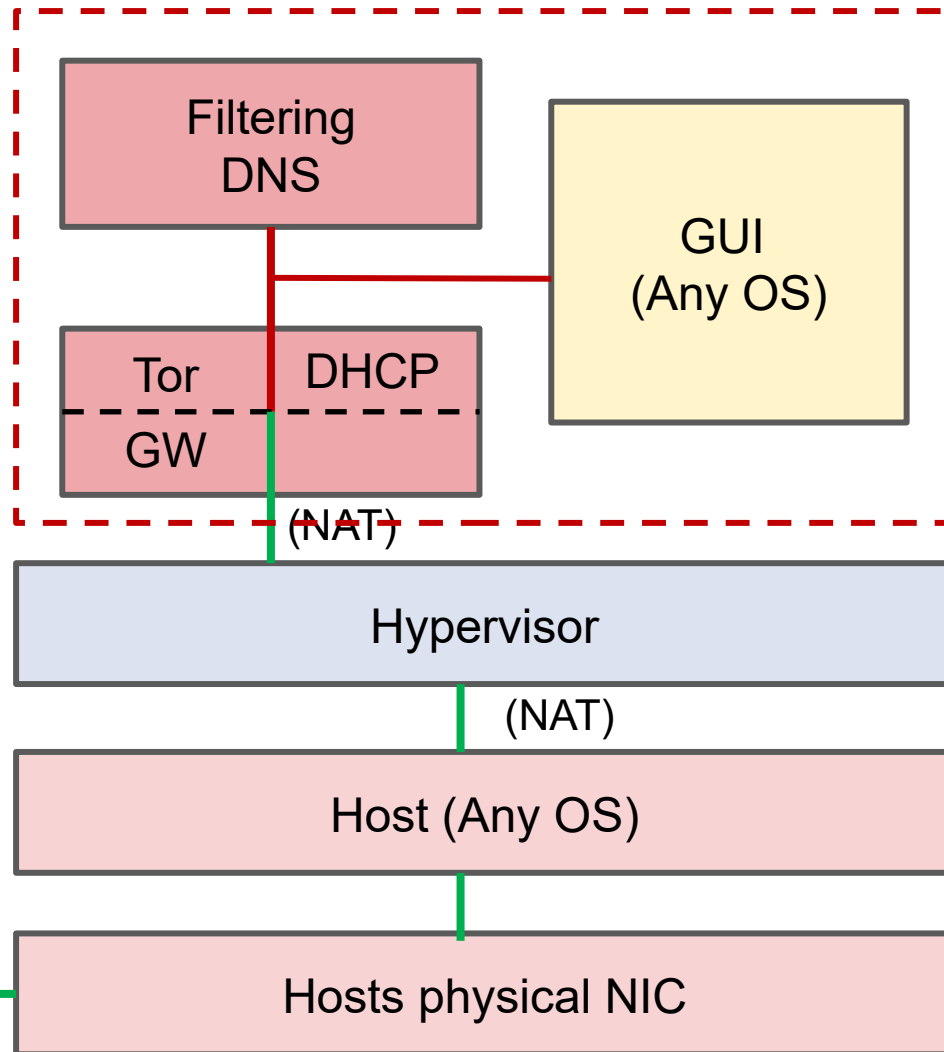 Filtering
DNS
GUI
(Any OS)
Tor
DHCP
GW
(NAT)
Hypervisor
(NAT)
Host (Any OS)
Hosts physical NIC